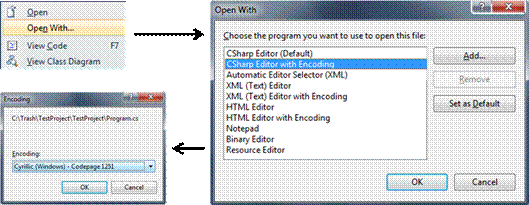 Open
Open With...
View Code F7
View Class Diagram
Open With
Choose the program you want to use to open this file:
CSharp Editor (Default)
CSharp Editor with Encoding
Automatic Editor Selector (XML)
XML (Text) Editor
XML (Text) Editor with Encoding
HTML Editor
HTML Editor with Encoding
Notepad
Binary Editor
Resource Editor
Add...
Remove
Set as Default
OK Cancel
Encoding
C:\Trash\TestProject\TestProject\Program.cs
Encoding:
Cyrillic (Windows) - Codepage 1251
OK Cancel